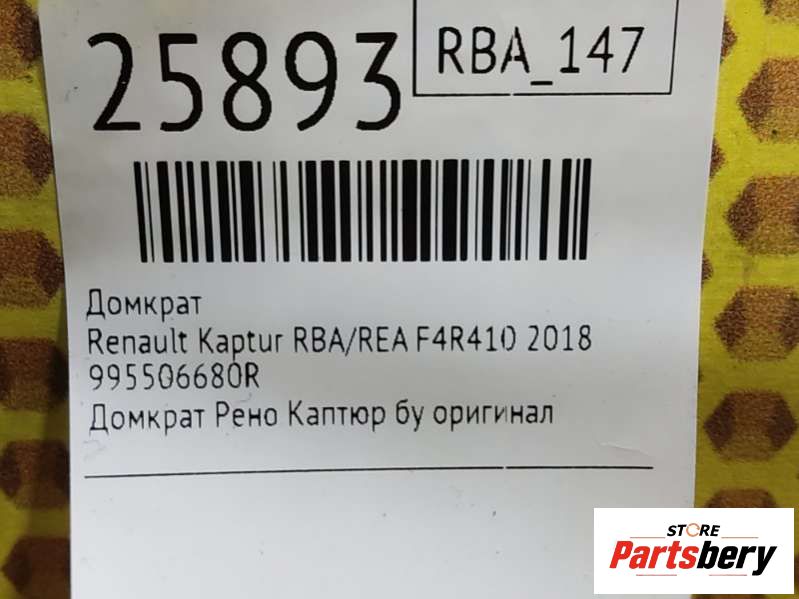 25893
RBA_147
Домкрат
Renault Kaptur RBA/REA F4R410 2018
995506680R
Домкрат Рено Каптюр бу оригинал
STORE
Partsbery